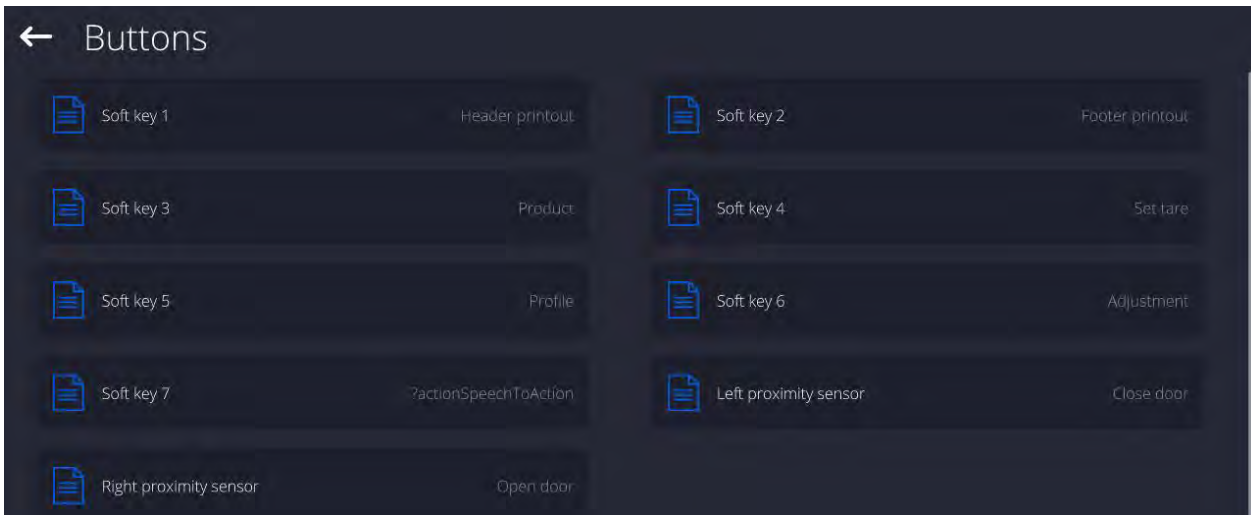 Buttons
Soft key 1 Header printout
Soft key 2 Footer printout
Soft key 3 Product
Soft key 4 Set tare
Soft key 5 Profile
Soft key 6 Adjustment
Soft key 7 ?actionSpeechToAction
Left proximity sensor Close door
Right proximity sensor Open door